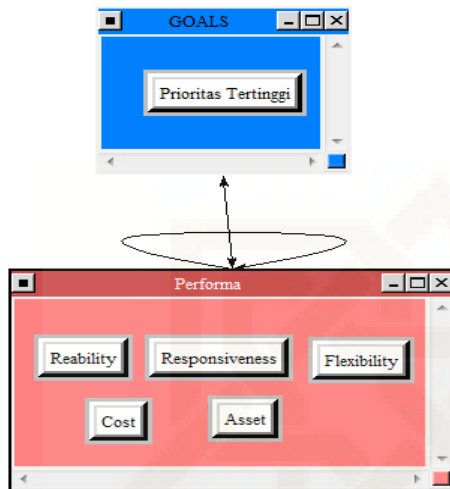 GOALS
Prioritas Tertinggi
Performa
Reability Responsiveness Flexibility
Cost Asset